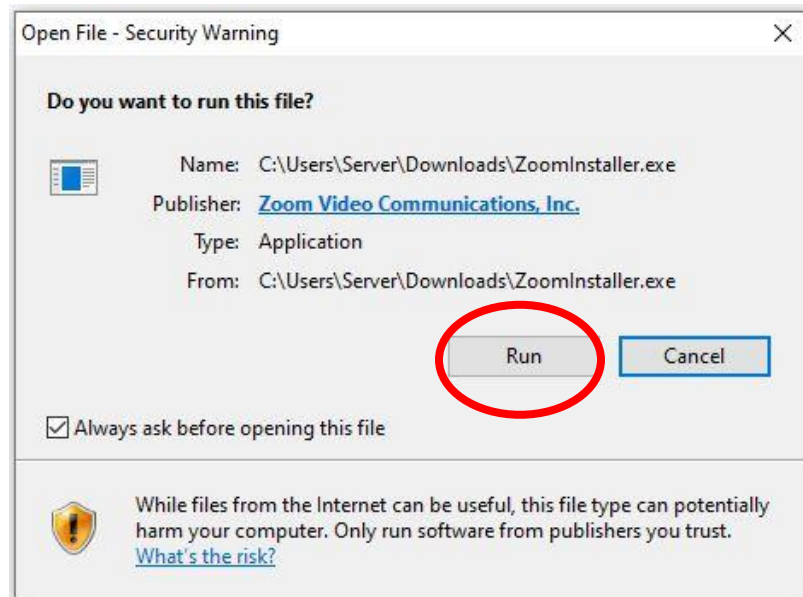 Open File - Security Warning
Do you want to run this file?
Name: C:\Users\Server\Downloads\ZoomInstaller.exe
Publisher: Zoom Video Communications, Inc.
Type: Application
From: C:\Users\Server\Downloads\ZoomInstaller.exe
Run Cancel
Always ask before opening this file
While files from the Internet can be useful, this file type can potentially
harm your computer. Only run software from publishers you trust.
What's the risk?